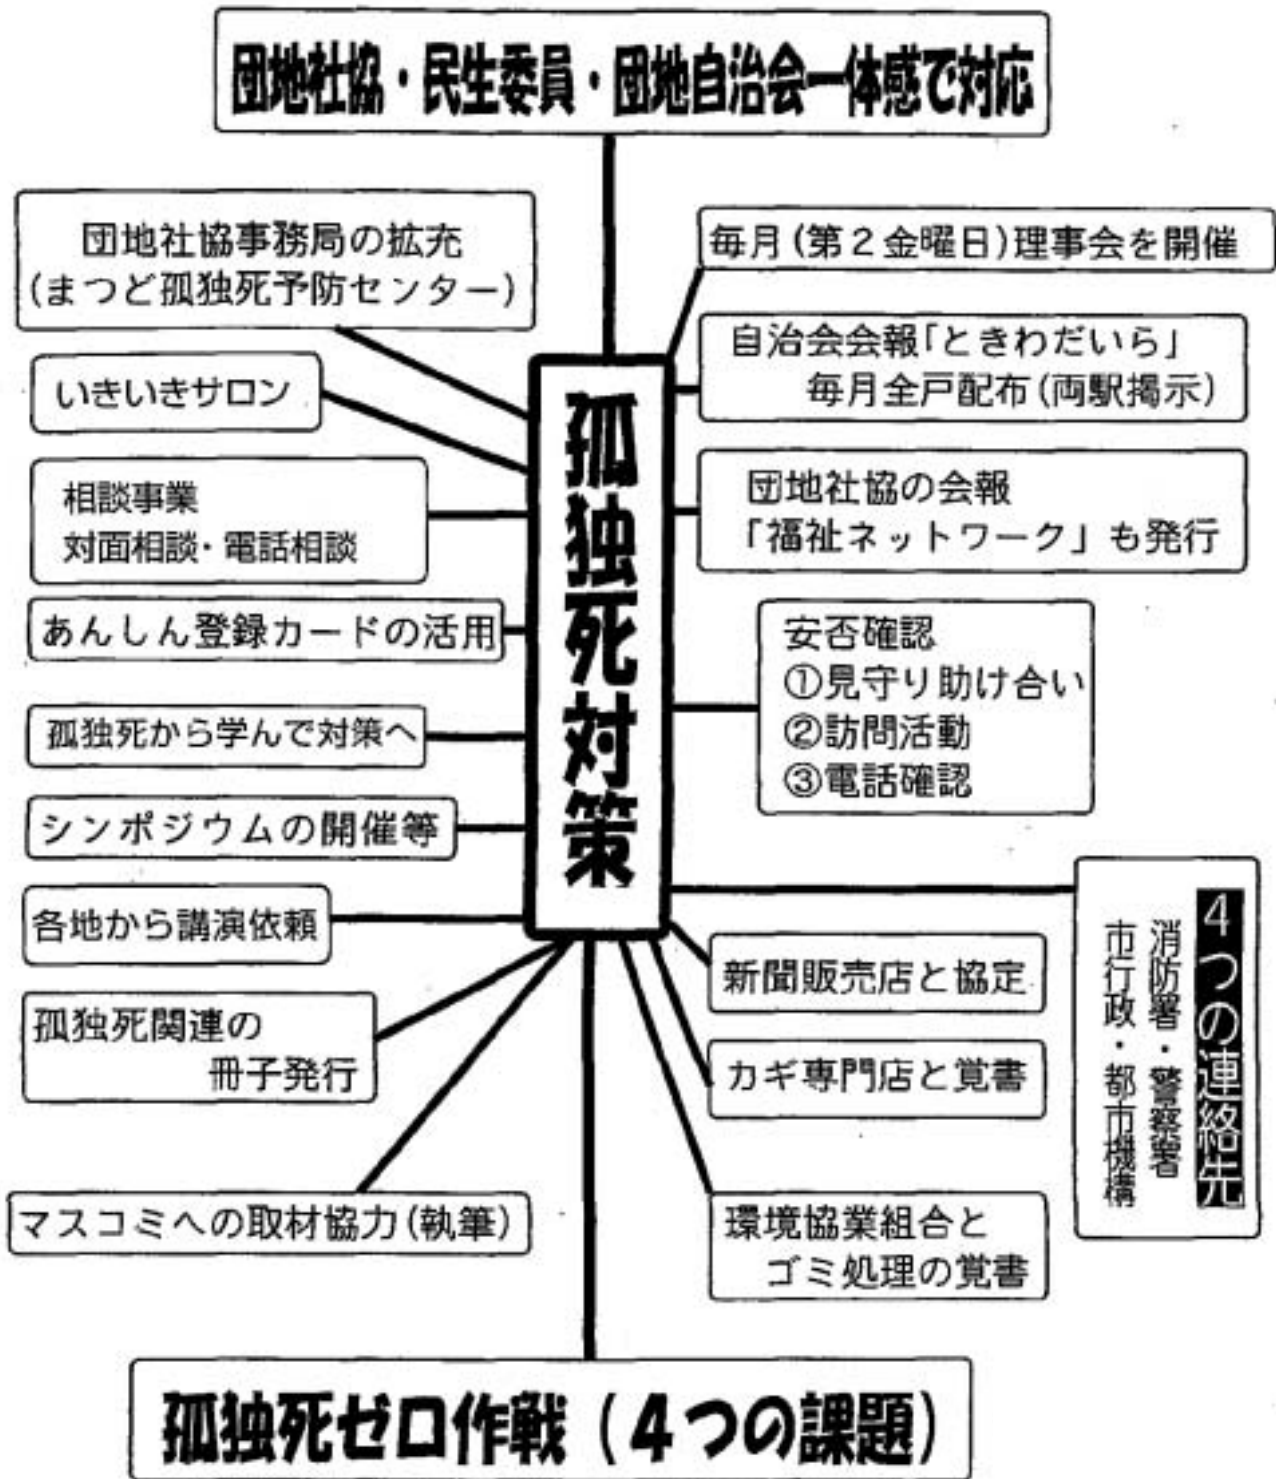 団地社協・民生委員・団地自治会一体感で対応
団地社協事務局の拡充
(まつど孤独死予防センター)
いきいきサロン
相談事業
対面相談・電話相談
あんしん登録カードの活用
孤独死から学んで対策へ
シンポジウムの開催等
各地から講演依頼
孤独死関連の
冊子発行
マスコミへの取材協力(執筆)
孤独死対策
毎月(第2金曜日)理事会を開催
自治会会報「ときわだいら」
毎月全戸配布(両駅掲示)
団地社協の会報
「福祉ネットワーク」も発行
安否確認
①見守り助け合い
②訪問活動
③電話確認
4つの連絡先
消防署・警察署
市行政・都市機構
新聞販売店と協定
カギ専門店と覚書
環境協業組合と
ゴミ処理の覚書
孤独死ゼロ作戦(4つの課題)